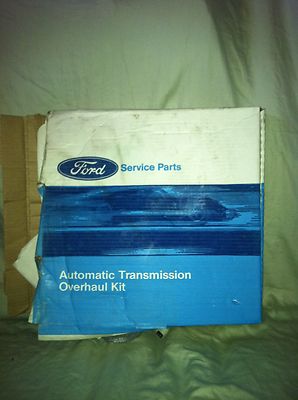 Ford Service Parts
Automatic Transmission
Overhaul Kit